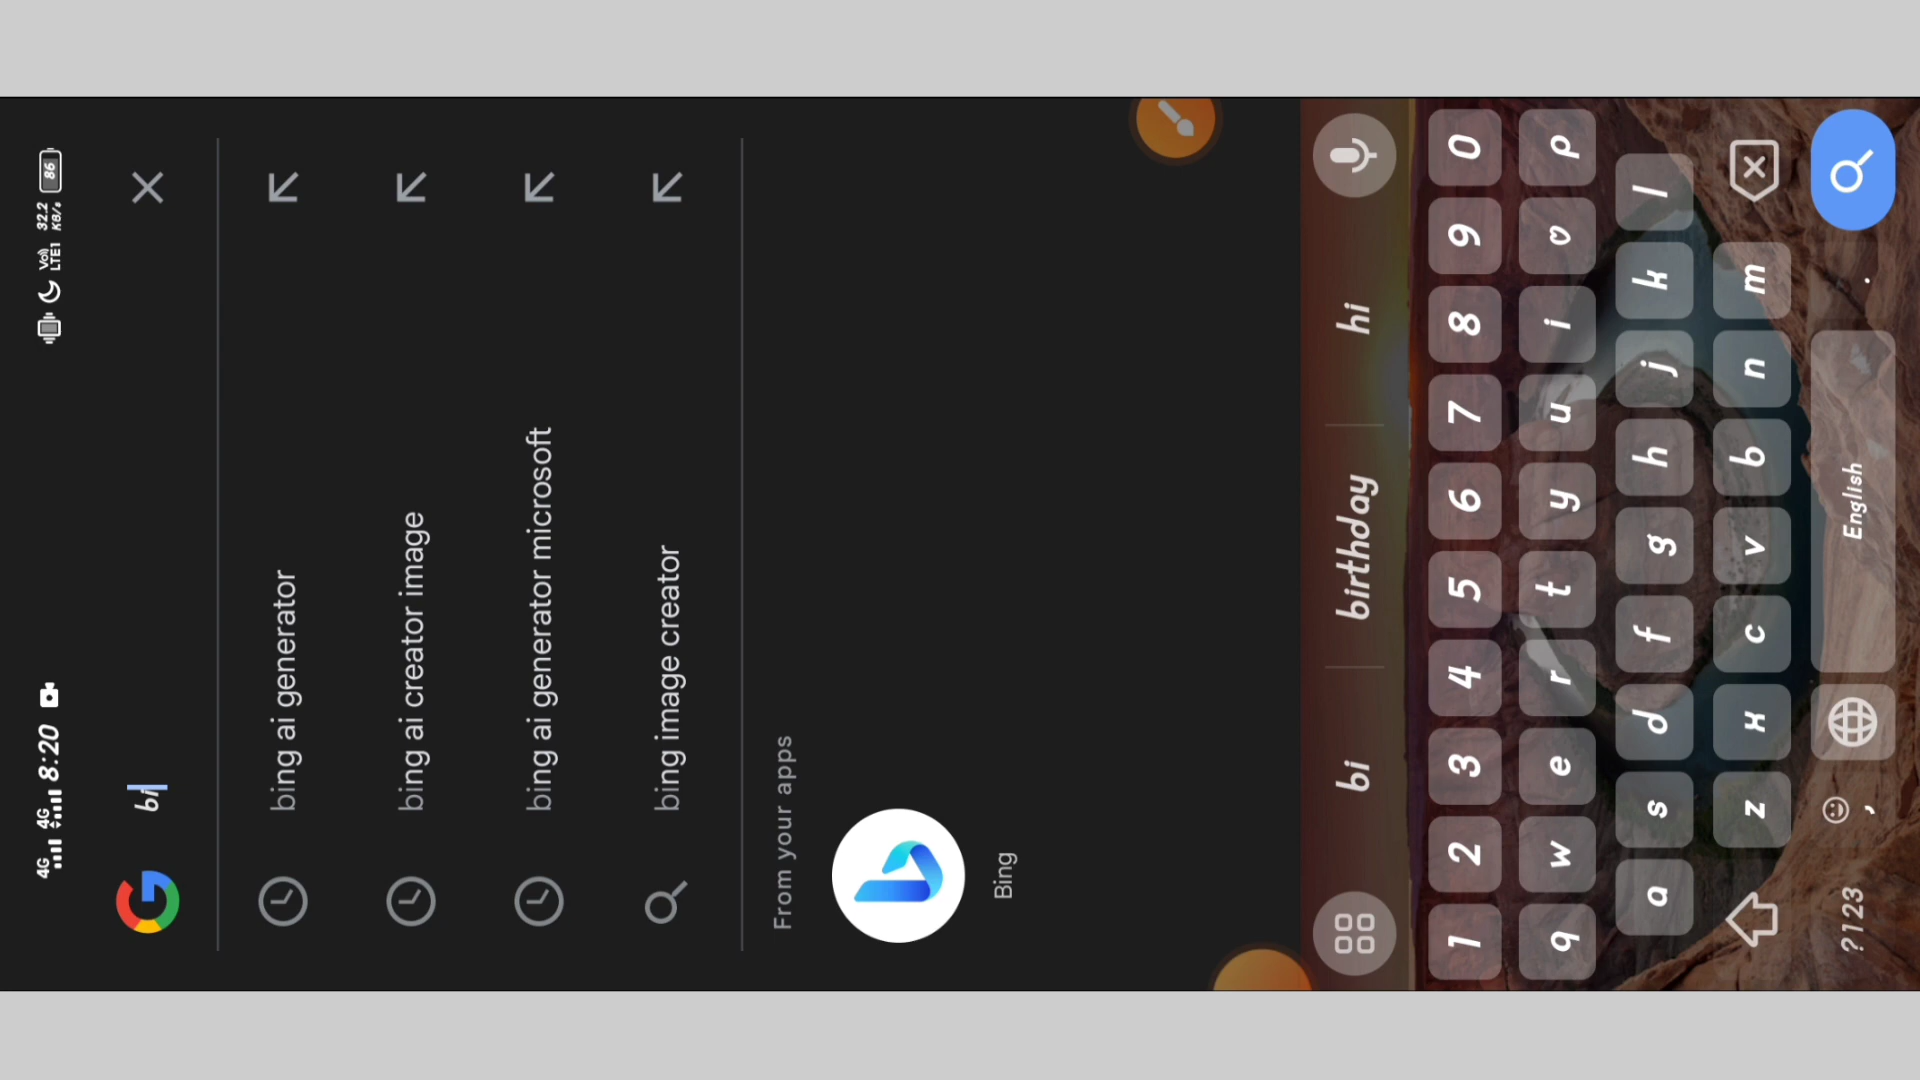 4G 4G 8:20 Vo) LTE1 32.2 KB/s 86
bi
bing ai generator
bing ai creator image
bing ai generator microsoft
bing image creator
From your apps
Bing
bi birthday hi
1 2 3 4 5 6 7 8 9 0
q w e r t y u i o p
a s d f g h j k l
z x c v b n m
?123 , English .